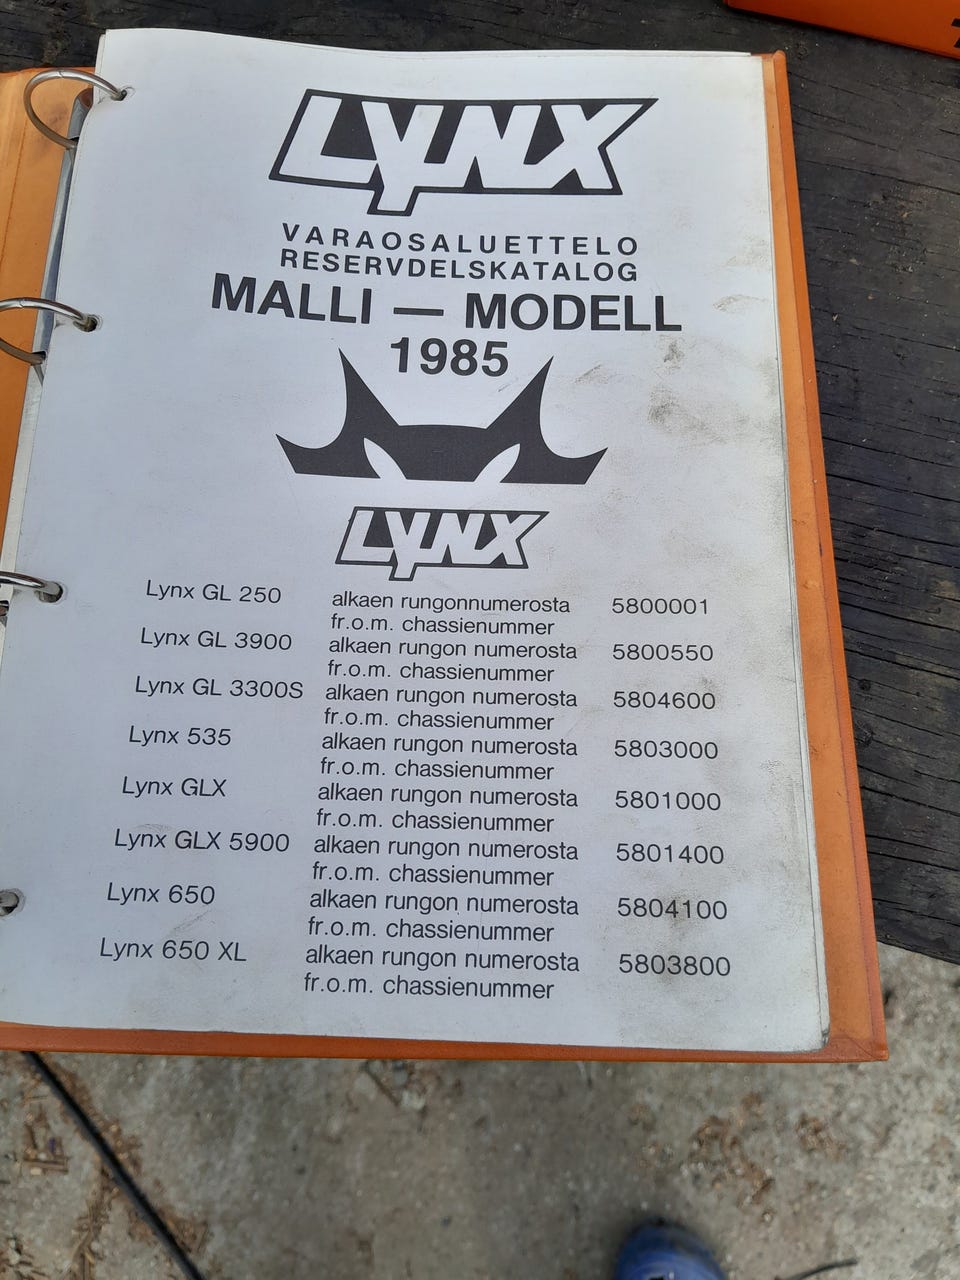 LYNX
VARAOSALUETTELO
RESERVDELSKATALOG
MALLI — MODELL
1985
LYNX
Lynx GL 250 alkaen rungonnumerosta 5800001
fr.o.m. chassienummer
Lynx GL 3900 alkaen rungon numerosta 5800550
fr.o.m. chassienummer
Lynx GL 3300S alkaen rungon numerosta 5804600
fr.o.m. chassienummer
Lynx 535 alkaen rungon numerosta 5803000
fr.o.m. chassienummer
Lynx GLX alkaen rungon numerosta 5801000
fr.o.m. chassienummer
Lynx GLX 5900 alkaen rungon numerosta 5801400
fr.o.m. chassienummer
Lynx 650 alkaen rungon numerosta 5804100
fr.o.m. chassienummer
Lynx 650 XL alkaen rungon numerosta 5803800
fr.o.m. chassienummer